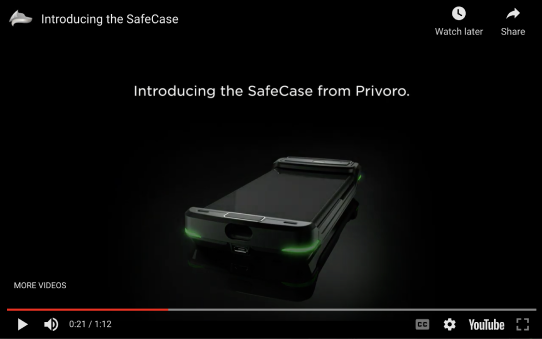 Introducing the SafeCase
Watch later
Share
Introducing the SafeCase from Privoro.
MORE VIDEOS
0:21 / 1:12
CC
YouTube